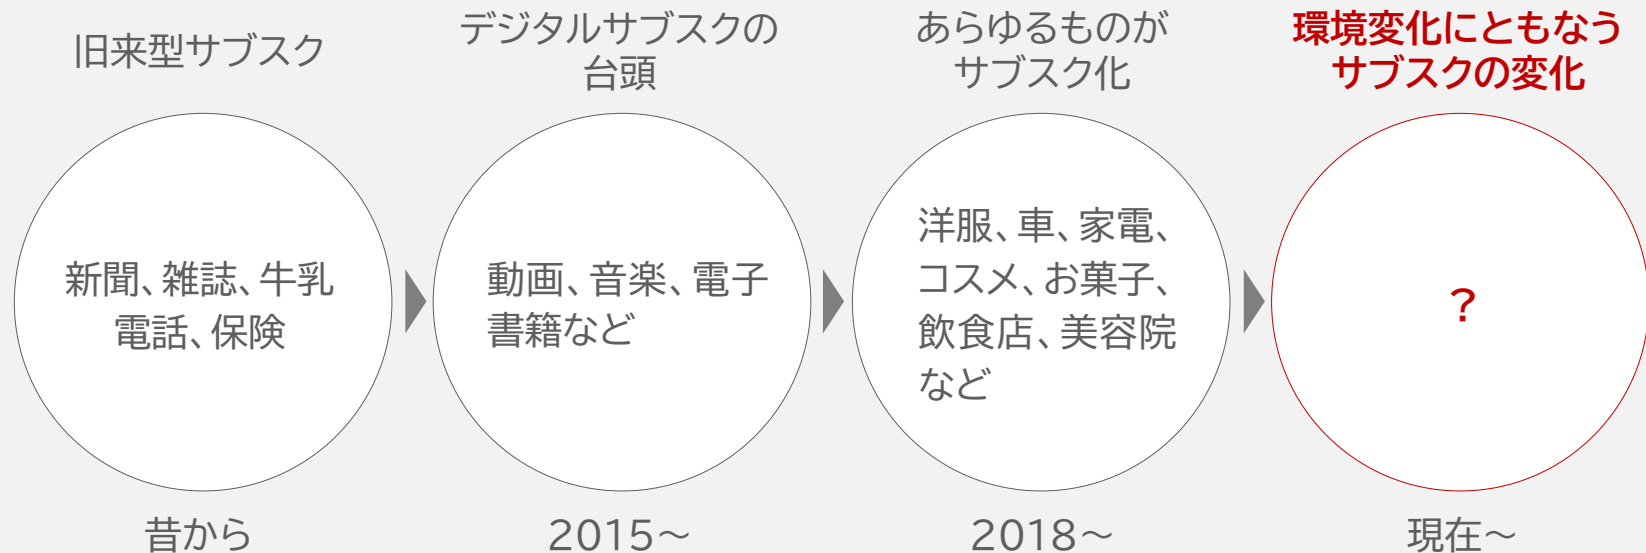 旧来型サブスク
デジタルサブスクの
台頭
あらゆるものが
サブスク化
環境変化にともなう
サブスクの変化
新聞、雑誌、牛乳
電話、保険
動画、音楽、電子
書籍など
洋服、車、家電、
コスメ、お菓子、
飲食店、美容院
など
?
昔から
2015～
2018～
現在～